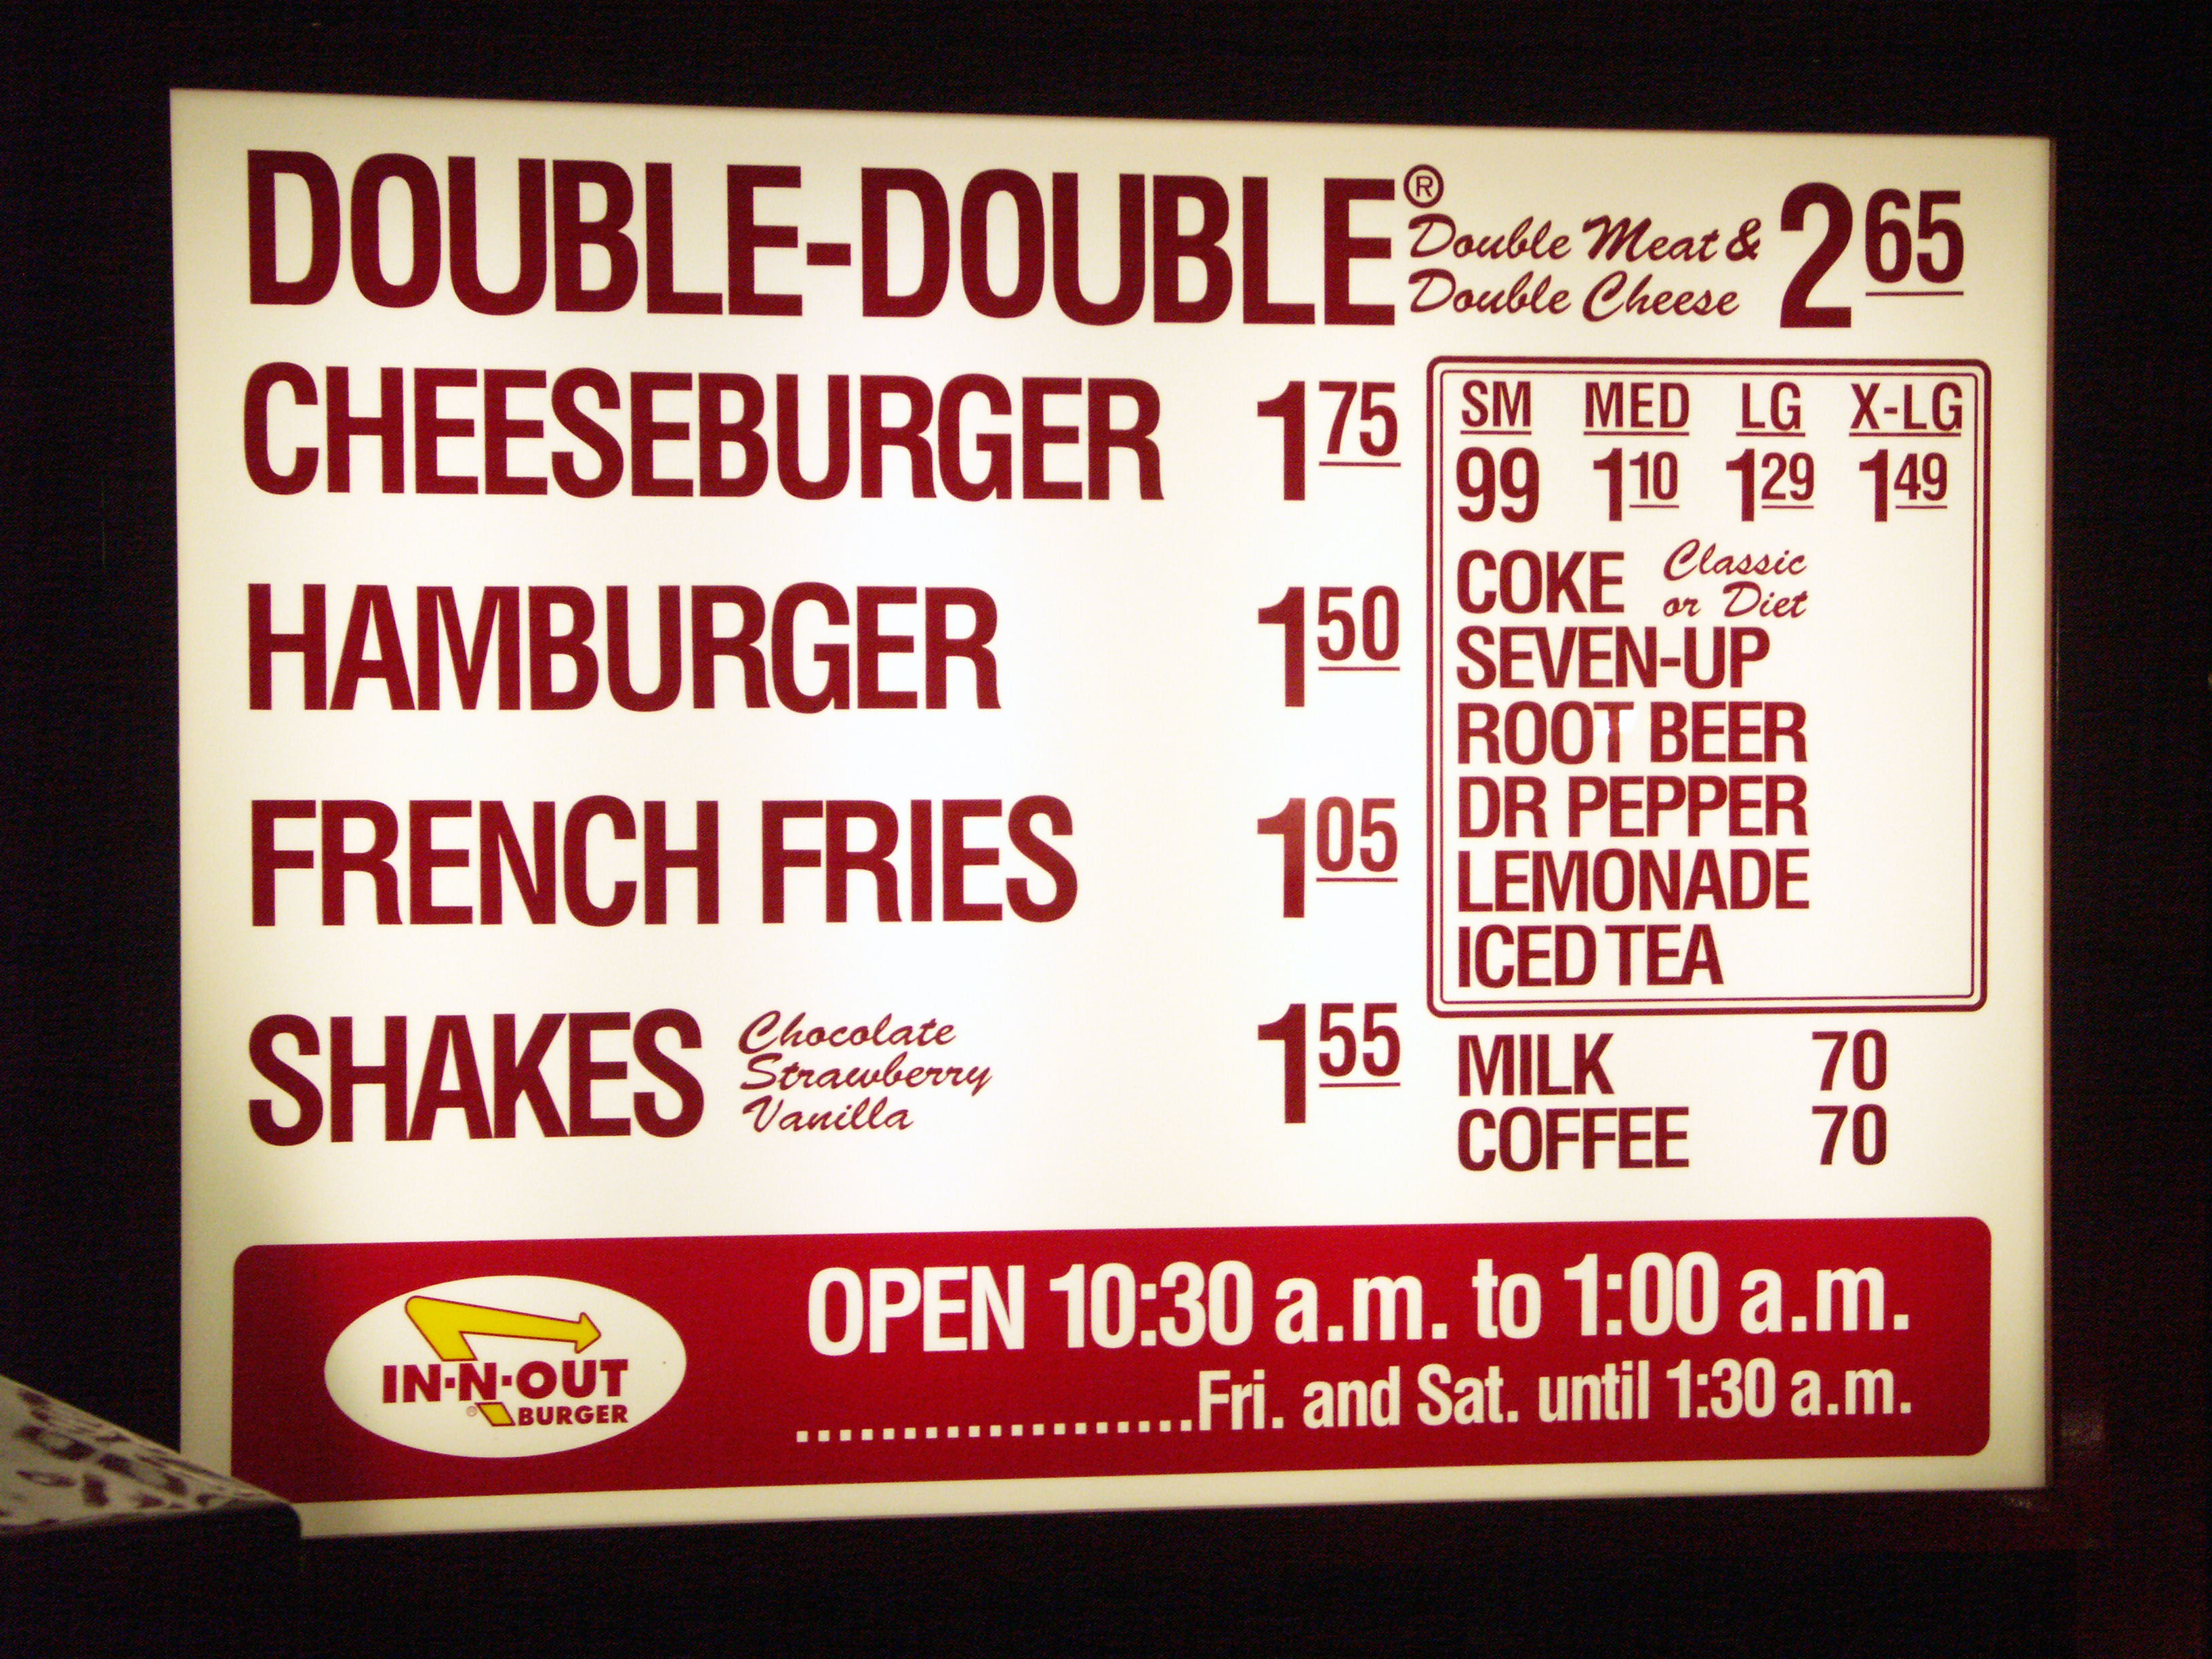 DOUBLE-DOUBLE® Double Meat & Double Cheese 2 65
CHEESEBURGER 1 75
HAMBURGER 1 50
FRENCH FRIES 1 05
SHAKES Chocolate Strawberry Vanilla 1 55
SM MED LG X-LG
99 1 10 1 29 1 49
COKE Classic or Diet
SEVEN-UP
ROOT BEER
DR PEPPER
LEMONADE
ICED TEA
MILK 70
COFFEE 70
IN-N-OUT
® BURGER
OPEN 10:30 a.m. to 1:00 a.m.
...................Fri. and Sat. until 1:30 a.m.